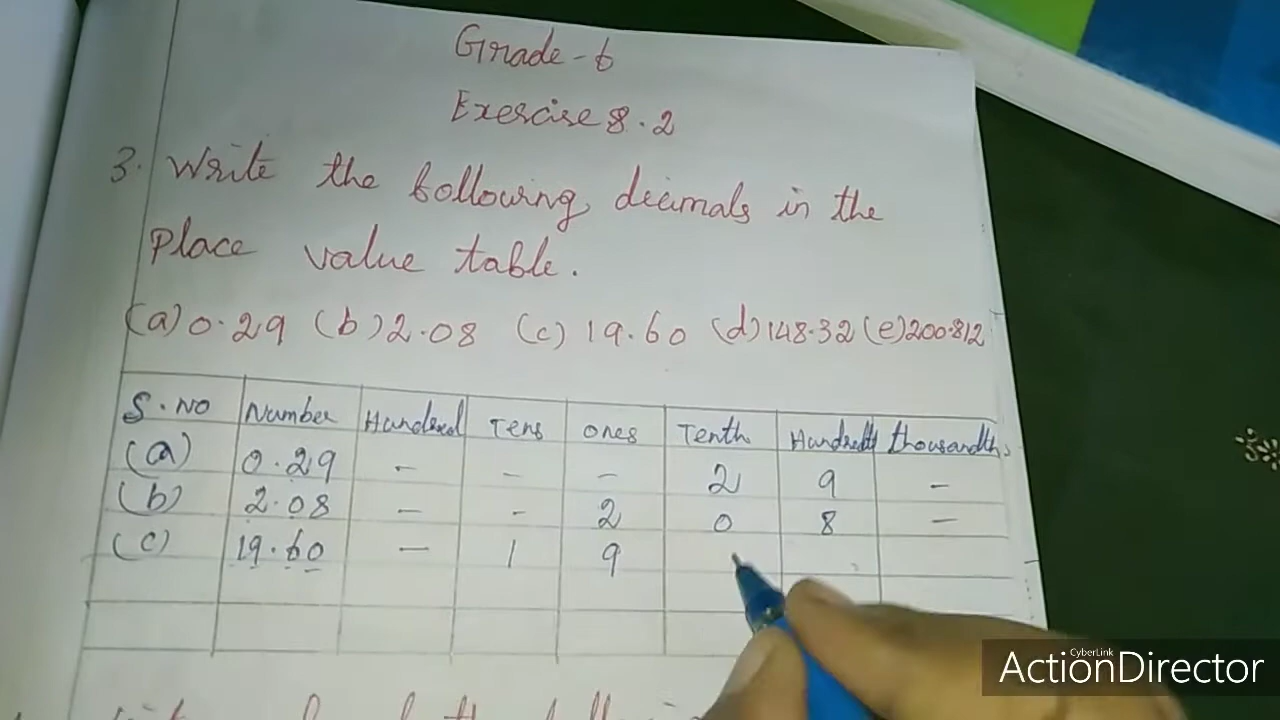 Grade-6
Exercise 8.2
3. Write the following decimals in the
Place value table.
(a) 0.29 (b) 2.08 (c) 19.60 (d) 148.32 (e) 200.812
S.No Number Hundred Tens Ones Tenth Hundredth thousandths
(a) 0.29 - - - 2 9 -
(b) 2.08 - - 2 0 8 -
(c) 19.60 - 1 9
CyberLink
ActionDirector